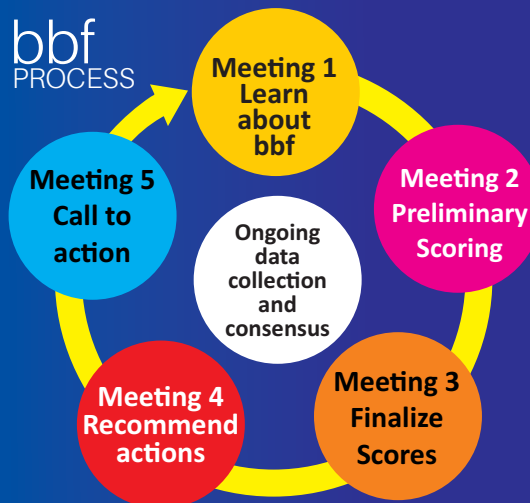 bbf
PROCESS
Meeting 1
Learn
about
bbf
Meeting 2
Preliminary
Scoring
Meeting 3
Finalize
Scores
Meeting 4
Recommend
actions
Meeting 5
Call to
action
Ongoing
data
collection
and
consensus